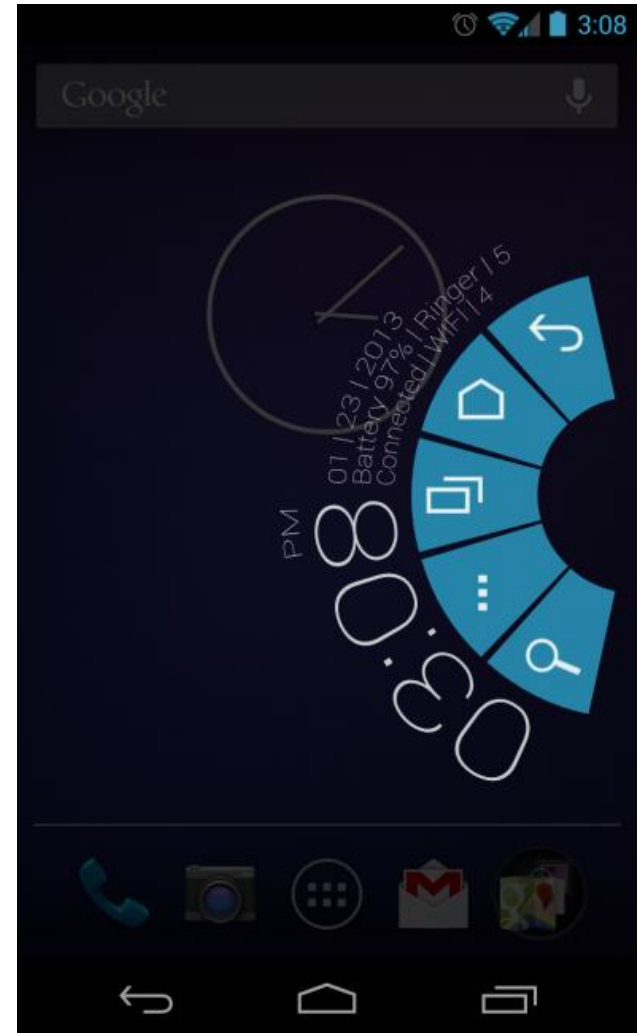 3:08
Google
01 | 23 | 2013
Battery 97% | Ringer | 5
Connected | WIFI | 4
PM
03:08